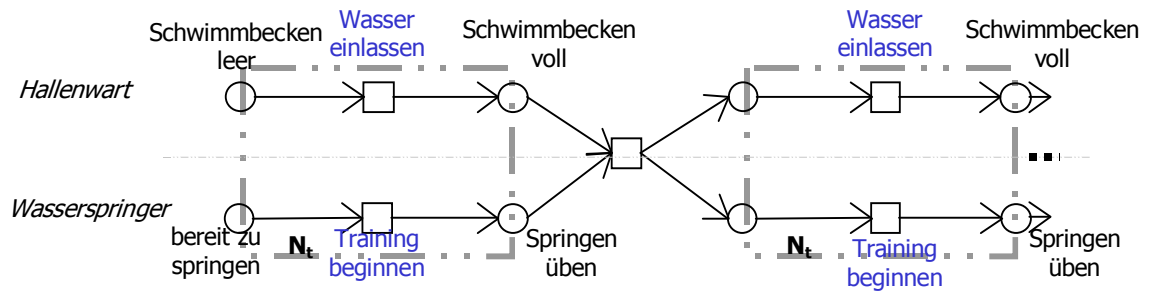 Schwimmbecken
leer
Wasser
einlassen
Schwimmbecken
voll
Wasser
einlassen
Schwimmbecken
voll
Hallenwart
Wasserspringer
bereit zu
springen
Nt
Training
beginnen
Springen
üben
Nt
Training
beginnen
Springen
üben